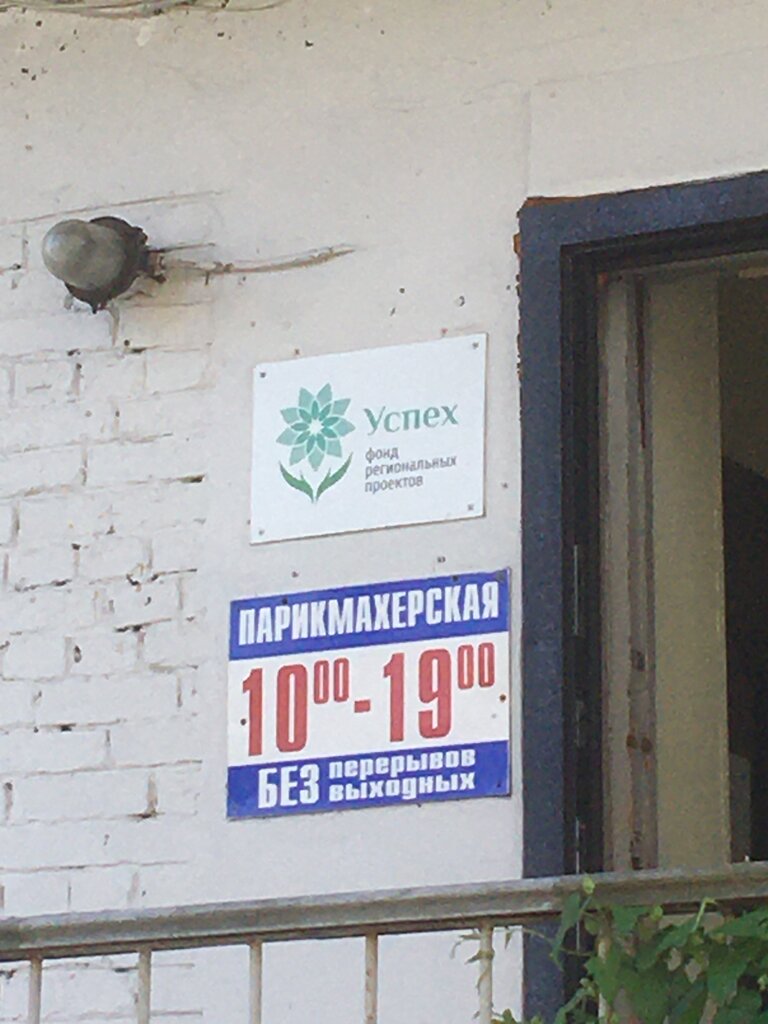 Успех
фонд
региональных
проектов
ПАРИКМАХЕРСКАЯ
10⁰⁰-19⁰⁰
БЕЗ перерывов
выходных